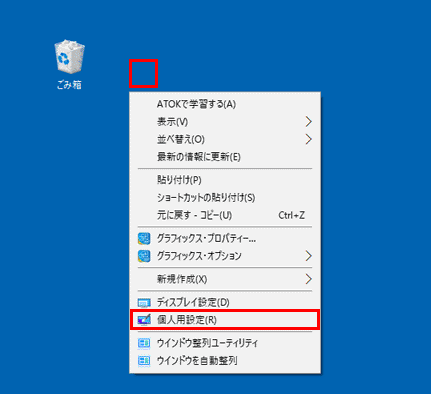 ごみ箱
ATOKで学習する(A)
表示(V)
並べ替え(O)
最新の情報に更新(E)
貼り付け(P)
ショートカットの貼り付け(S)
元に戻す - コピー(U) Ctrl+Z
グラフィックス・プロパティー...
グラフィックス・オプション
新規作成(X)
ディスプレイ設定(D)
個人用設定(R)
ウインドウ整列ユーティリティ
ウインドウを自動整列